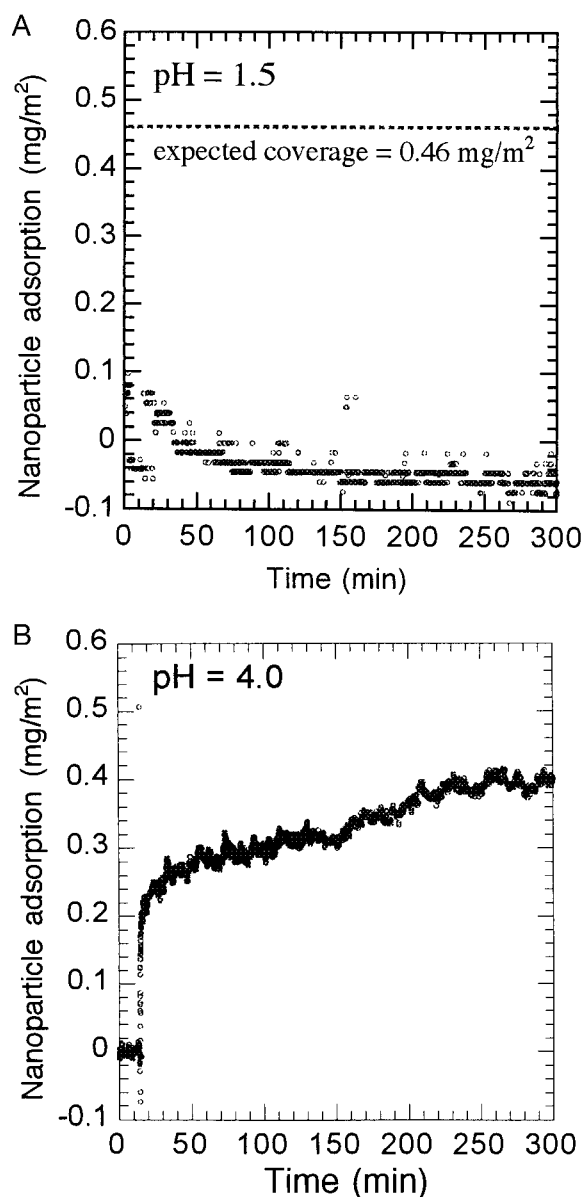 A
0.6
0.5
0.4
0.3
0.2
0.1
0
-0.1
Nanoparticle adsorption (mg/m²)
pH = 1.5
expected coverage = 0.46 mg/m²
0 50 100 150 200 250 300
Time (min)
B
0.6
0.5
0.4
0.3
0.2
0.1
0
-0.1
Nanoparticle adsorption (mg/m²)
pH = 4.0
0 50 100 150 200 250 300
Time (min)